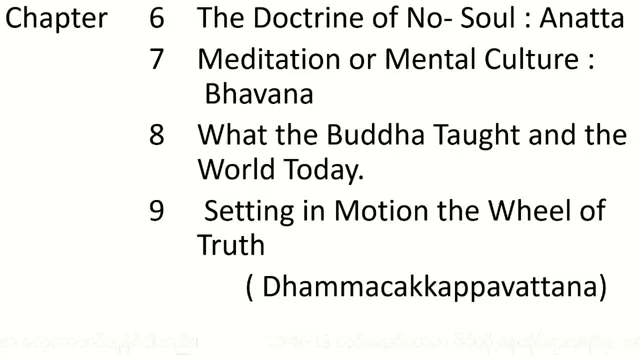 Chapter 6 The Doctrine of No- Soul : Anatta
7 Meditation or Mental Culture :
Bhavana
8 What the Buddha Taught and the
World Today.
9 Setting in Motion the Wheel of
Truth
( Dhammacakkappavattana)